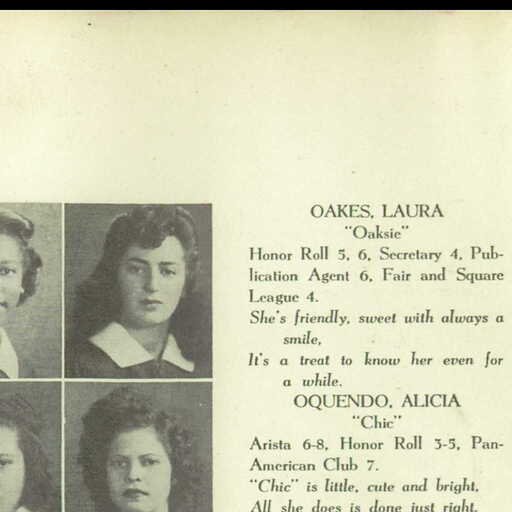 OAKES, LAURA
"Oaksie"
Honor Roll 5, 6, Secretary 4, Pub-
lication Agent 6, Fair and Square
League 4.
She's friendly, sweet with always a
smile,
It's a treat to know her even for
a while.
OQUENDO, ALICIA
"Chic"
Arista 6-8, Honor Roll 3-5, Pan-
American Club 7.
"Chic" is little, cute and bright,
All she does is done just right.